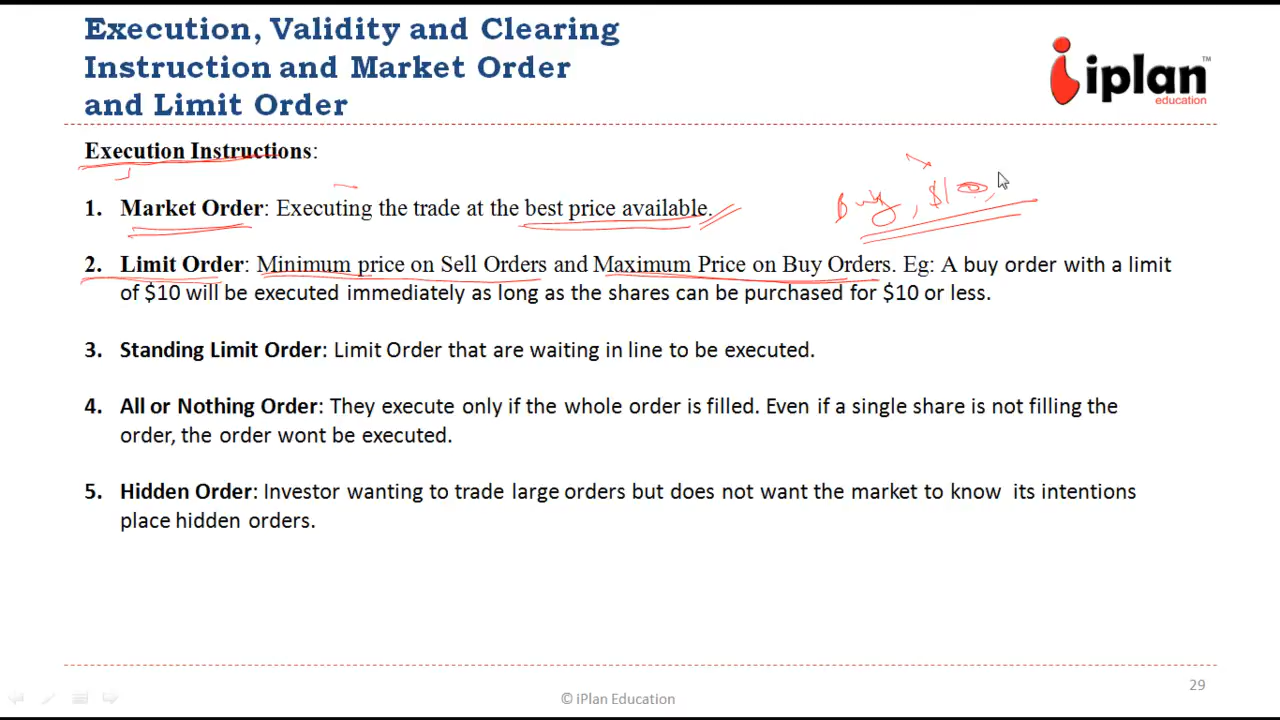 Execution, Validity and Clearing
Instruction and Market Order
and Limit Order
iplan™
education
Execution Instructions:
1. Market Order: Executing the trade at the best price available.
Buy, $10,
2. Limit Order: Minimum price on Sell Orders and Maximum Price on Buy Orders. Eg: A buy order with a limit
of $10 will be executed immediately as long as the shares can be purchased for $10 or less.
3. Standing Limit Order: Limit Order that are waiting in line to be executed.
4. All or Nothing Order: They execute only if the whole order is filled. Even if a single share is not filling the
order, the order wont be executed.
5. Hidden Order: Investor wanting to trade large orders but does not want the market to know its intentions
place hidden orders.
© iPlan Education
29